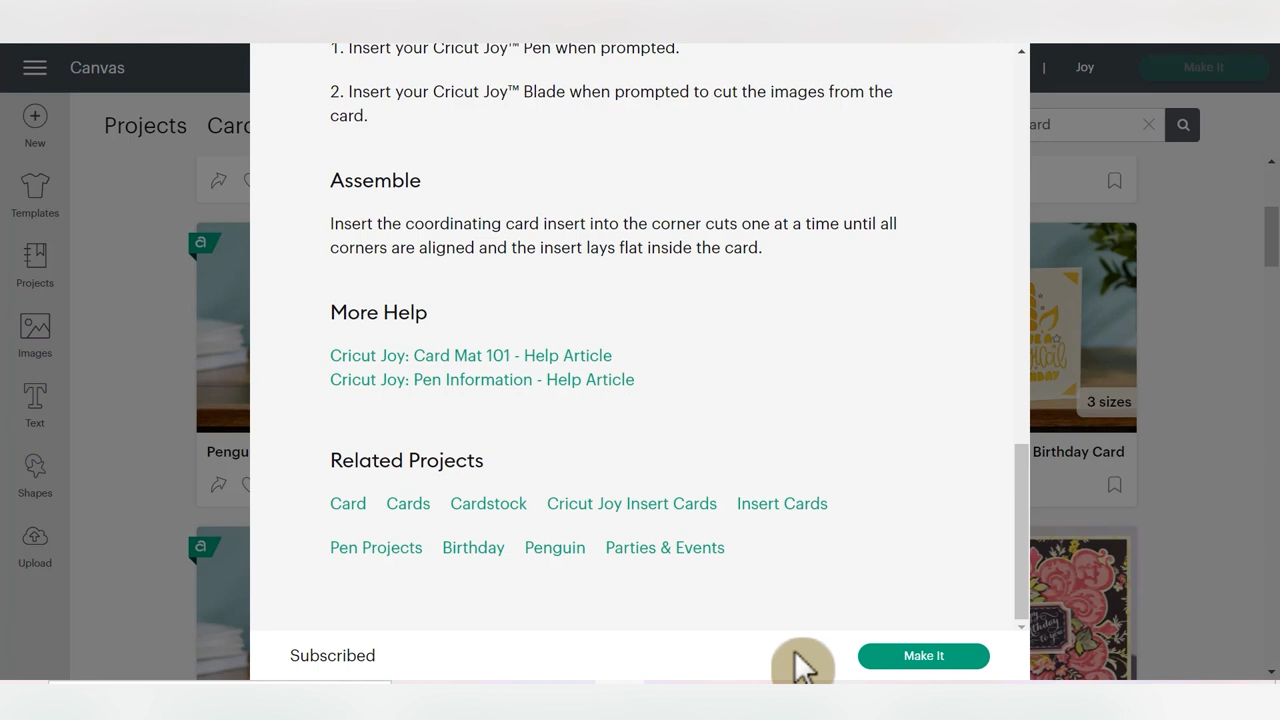 1. Insert your Cricut Joy™ Pen when prompted.
Canvas
|
Joy
Make It
2. Insert your Cricut Joy™ Blade when prompted to cut the images from the
card.
New
Projects
Card
ard
Assemble
Templates
Insert the coordinating card insert into the corner cuts one at a time until all
corners are aligned and the insert lays flat inside the card.
a
Projects
More Help
Images
Cricut Joy: Card Mat 101 - Help Article
Cricut Joy: Pen Information - Help Article
3 sizes
Text
Pengu
Birthday Card
Related Projects
Shapes
Card Cards Cardstock Cricut Joy Insert Cards Insert Cards
Pen Projects Birthday Penguin Parties & Events
a
Upload
Subscribed
Make It